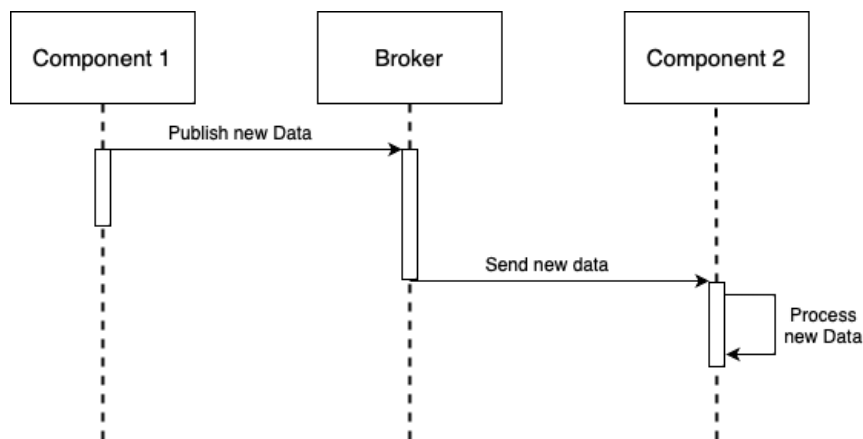 Component 1
Broker
Component 2
Publish new Data
Send new data
Process
new Data